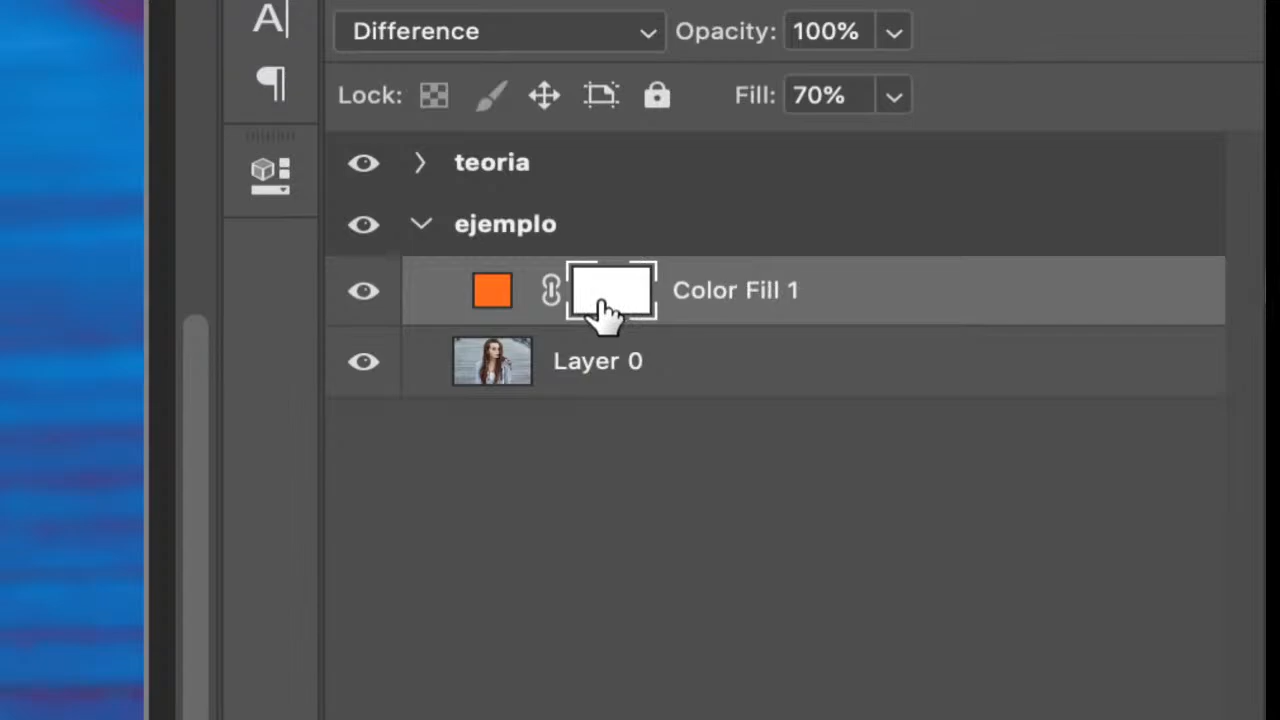 A|
Difference
Opacity: 100%
Lock:
Fill: 70%
teoria
ejemplo
Color Fill 1
Layer 0